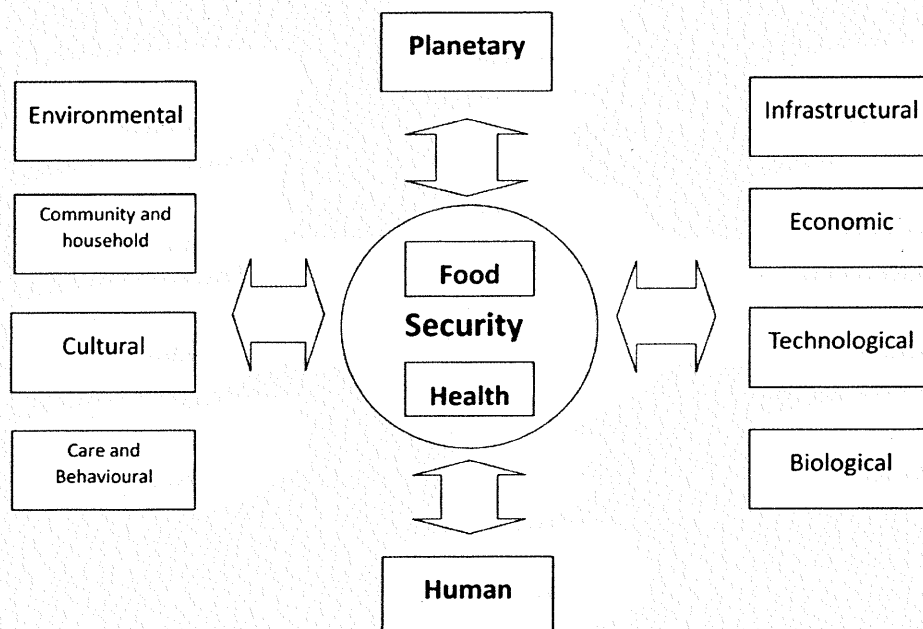 Planetary
Environmental
Infrastructural
Community and
household
Economic
Food
Security
Cultural
Technological
Health
Care and
Behavioural
Biological
Human